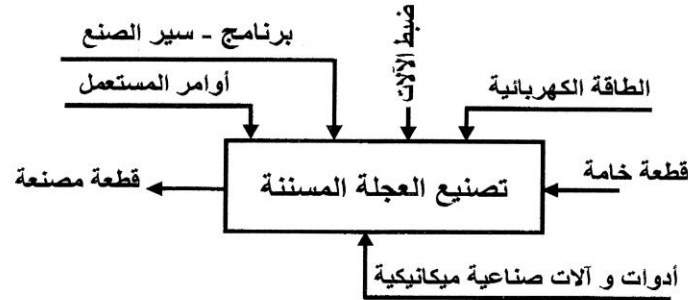 برنامج - سير الصنع
ضبط الآلات
أوامر المستعمل
الطاقة الكهربائية
قطعة خامة
تصنيع العجلة المسننة
قطعة مصنعة
أدوات و آلات صناعية ميكانيكية